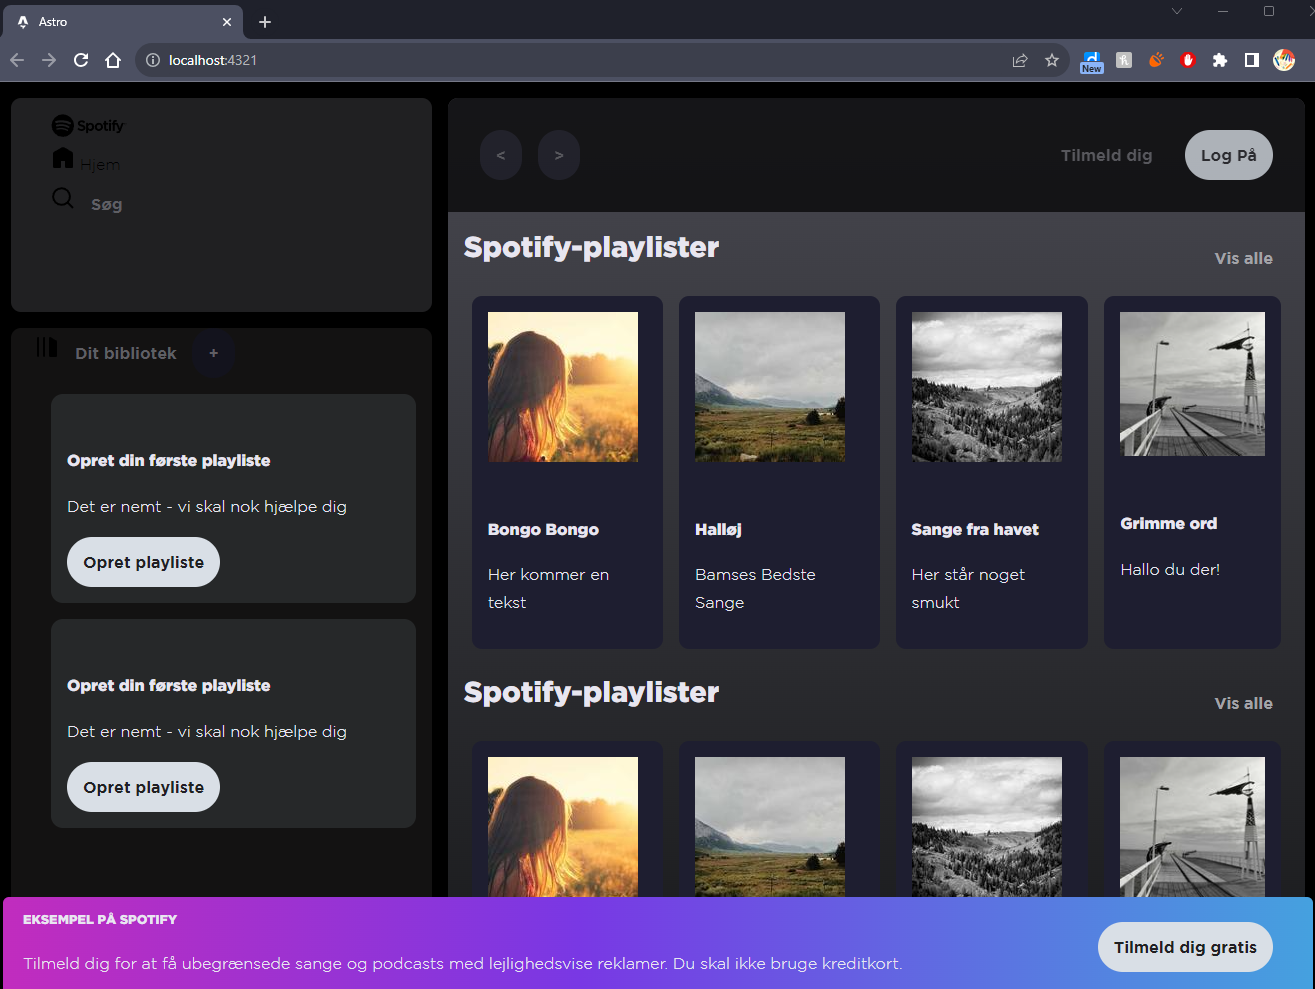 Astro
localhost:4321
New
Spotify
Hjem
Søg
< > Tilmeld dig Log På
Dit bibliotek +
Opret din første playliste
Det er nemt - vi skal nok hjælpe dig
Opret playliste
Opret din første playliste
Det er nemt - vi skal nok hjælpe dig
Opret playliste
Spotify-playlister
Vis alle
Bongo Bongo
Her kommer en
tekst
Halløj
Bamses Bedste
Sange
Sange fra havet
Her står noget
smukt
Grimme ord
Hallo du der!
Spotify-playlister
Vis alle
EKSEMPEL PÅ SPOTIFY
Tilmeld dig for at få ubegrænsede sange og podcasts med lejlighedsvise reklamer. Du skal ikke bruge kreditkort.
Tilmeld dig gratis